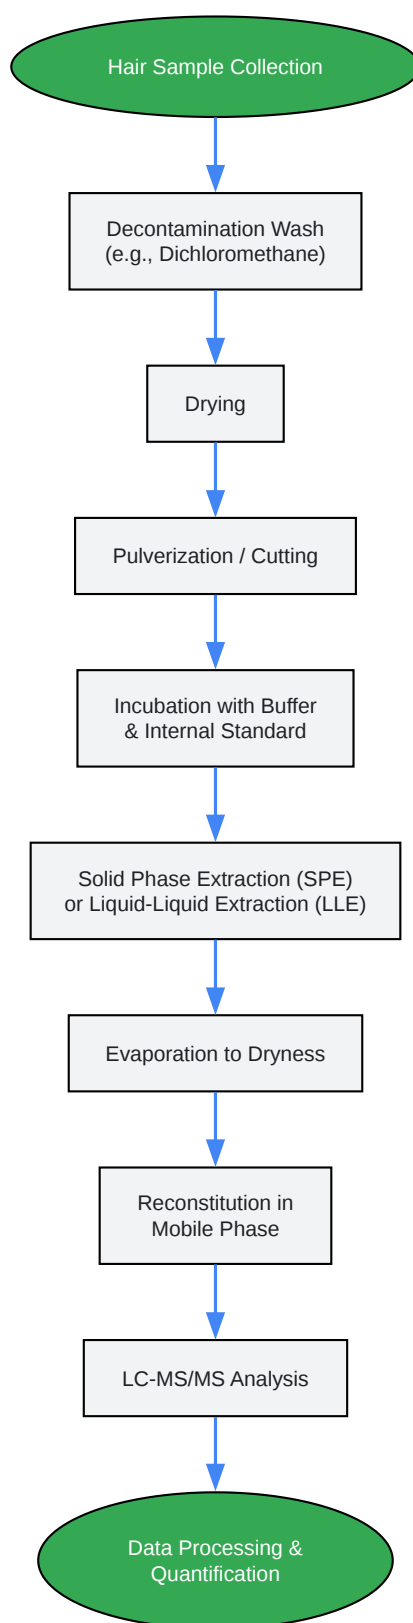 Hair Sample Collection
Decontamination Wash
(e.g., Dichloromethane)
Drying
Pulverization / Cutting
Incubation with Buffer
& Internal Standard
Solid Phase Extraction (SPE)
or Liquid-Liquid Extraction (LLE)
Evaporation to Dryness
Reconstitution in
Mobile Phase
LC-MS/MS Analysis
Data Processing &
Quantification